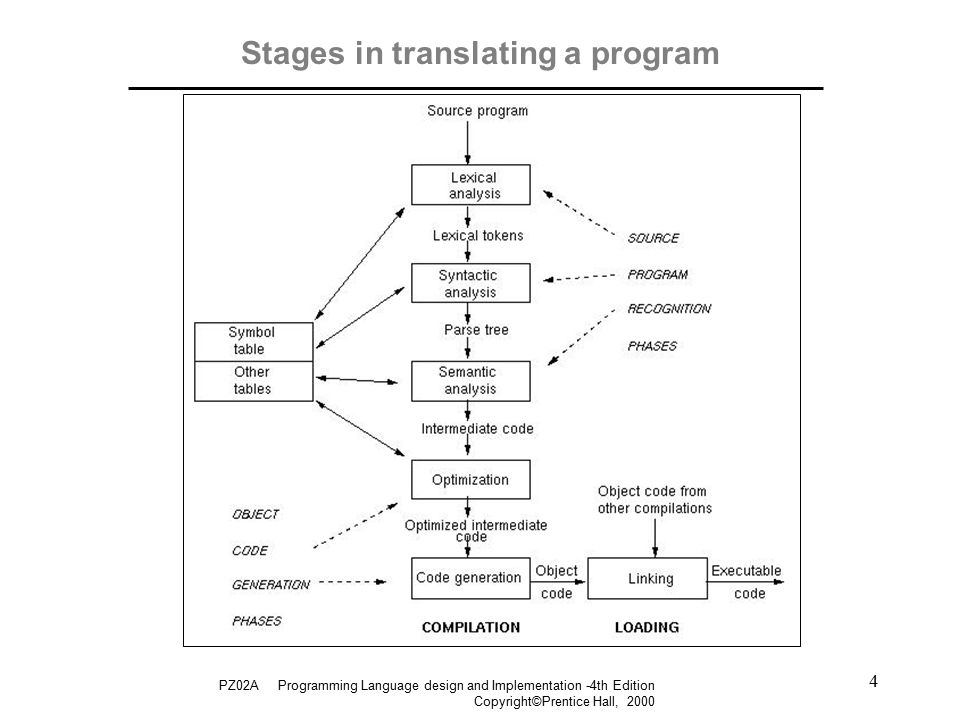 Stages in translating a program
Source program
Lexical
analysis
Lexical tokens
SOURCE
PROGRAM
RECOGNITION
PHASES
Syntactic
analysis
Parse tree
Symbol
table
Other
tables
Semantic
analysis
Intermediate code
Optimization
Optimized intermediate
code
OBJECT
CODE
GENERATION
PHASES
Code generation
Object
code
Object code from
other compilations
Linking
Executable
code
COMPILATION
LOADING
PZ02A Programming Language design and Implementation -4th Edition
Copyright©Prentice Hall, 2000
4